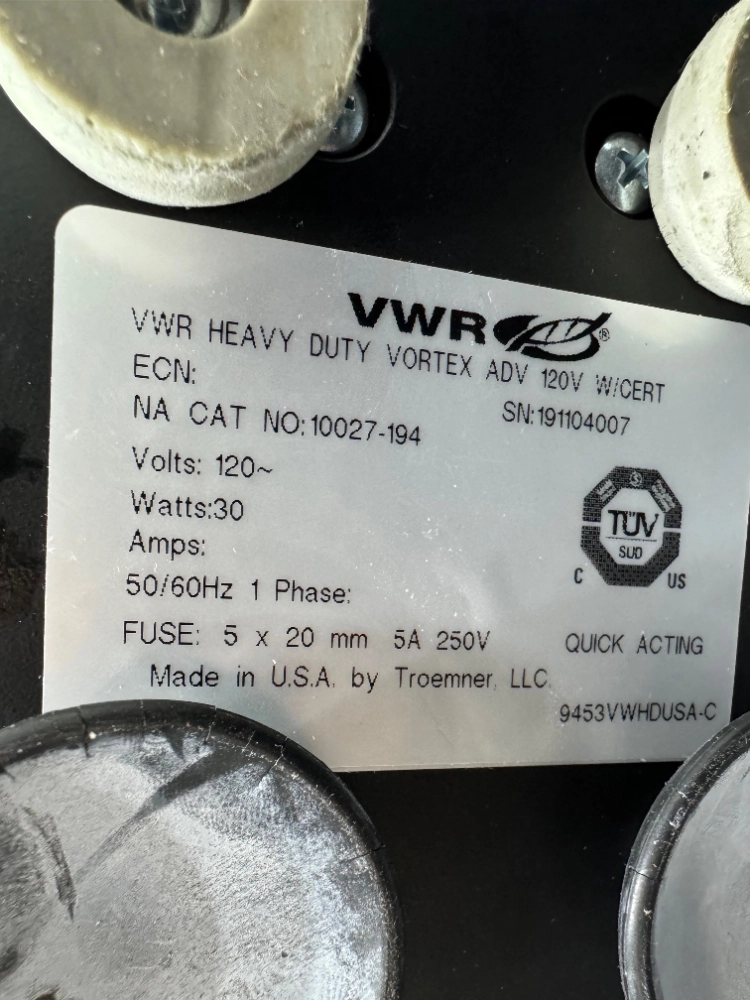 VWR®
VWR HEAVY DUTY VORTEX ADV 120V W/CERT
ECN:
SN:191104007
NA CAT NO:10027-194
Volts: 120~
Watts:30
Amps:
50/60Hz 1 Phase:
TÜV
SUD
C US
FUSE: 5 x 20 mm 5A 250V QUICK ACTING
Made in U.S.A. by Troemner, LLC.
9453VWHDUSA-C